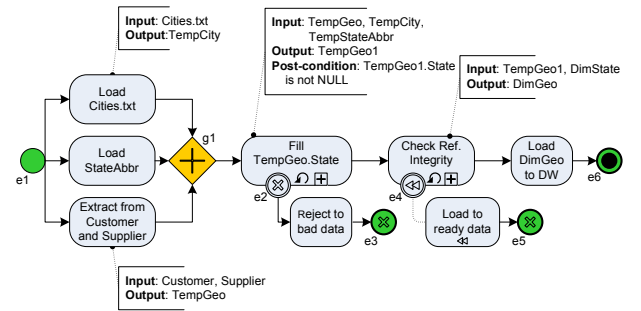 Input: Cities.txt
Output:TempCity
Input: TempGeo, TempCity,
TempStateAbbr
Output: TempGeo1
Post-condition: TempGeo1.State
is not NULL
Input: TempGeo1, DimState
Output: DimGeo
Load
Cities.txt
g1
Load
StateAbbr
e1
Extract from
Customer
and Supplier
Fill
TempGeo.State
e2
Check Ref.
Integrity
e4
Load
DimGeo
to DW
e6
Reject to
bad data
e3
Load to
ready data
e5
Input: Customer, Supplier
Output: TempGeo